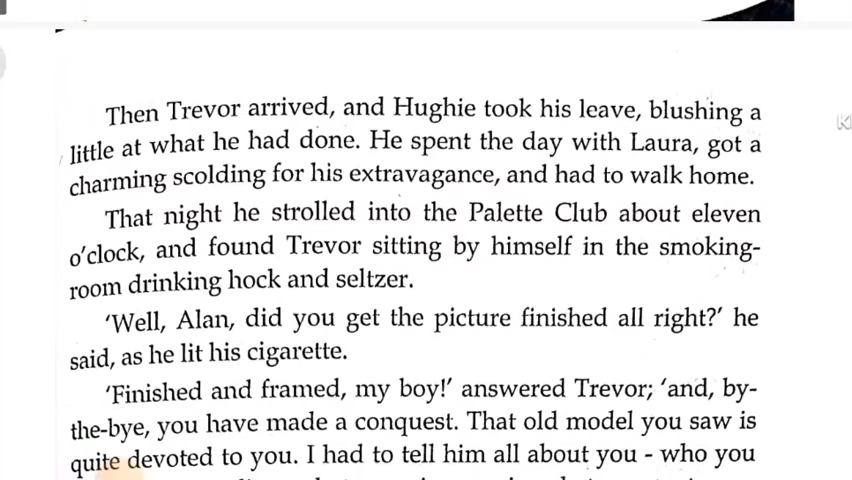 Then Trevor arrived, and Hughie took his leave, blushing a
little at what he had done. He spent the day with Laura, got a
charming scolding for his extravagance, and had to walk home.
That night he strolled into the Palette Club about eleven
o'clock, and found Trevor sitting by himself in the smoking-
room drinking hock and seltzer.
'Well, Alan, did you get the picture finished all right?' he
said, as he lit his cigarette.
'Finished and framed, my boy!' answered Trevor; 'and, by-
the-bye, you have made a conquest. That old model you saw is
quite devoted to you. I had to tell him all about you - who you